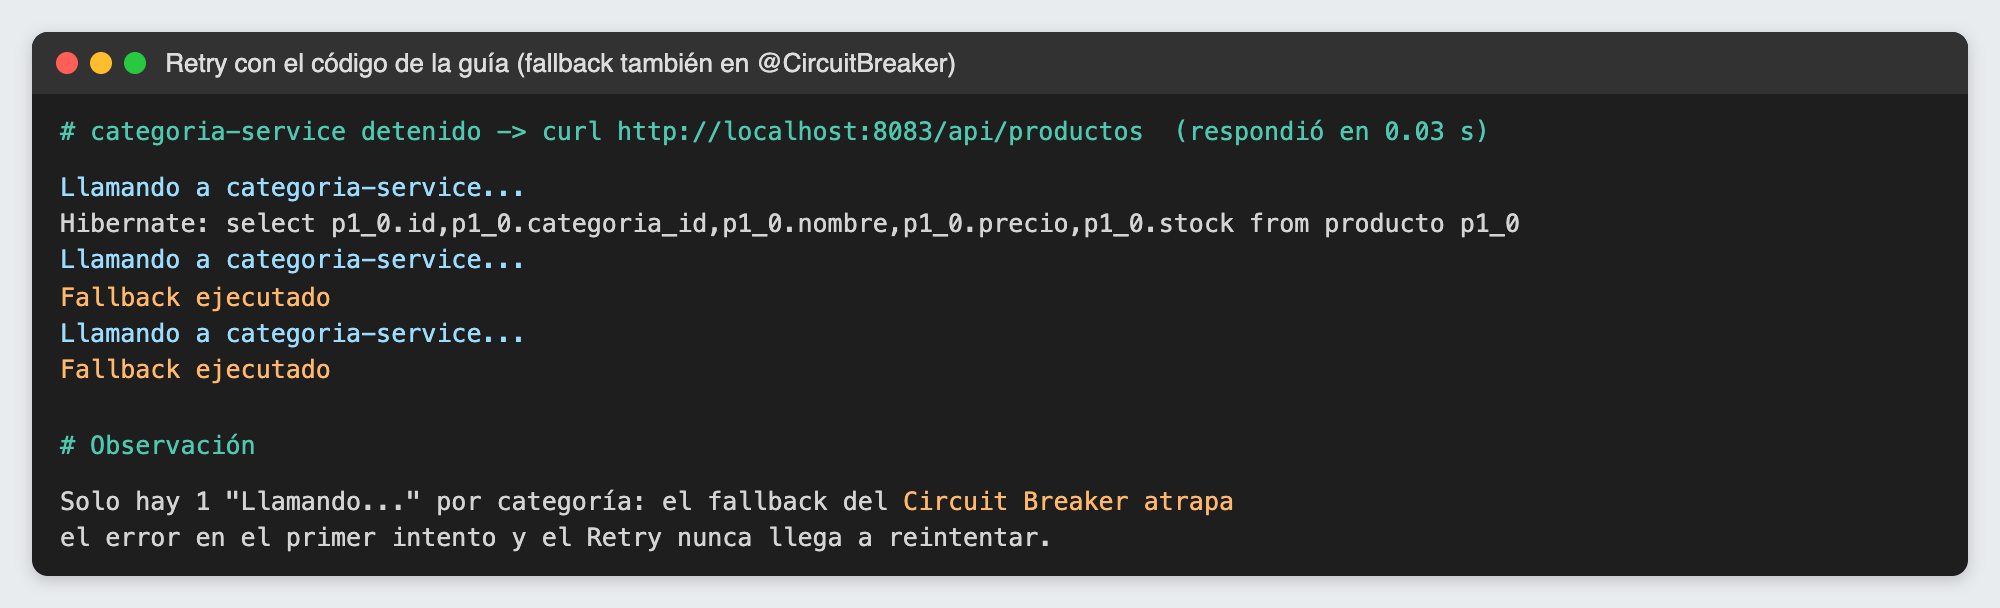 Retry con el código de la guía (fallback también en @CircuitBreaker)
# categoria-service detenido -> curl http://localhost:8083/api/productos  (respondió en 0.03 s)
Llamando a categoria-service...
Hibernate: select p1_0.id,p1_0.categoria_id,p1_0.nombre,p1_0.precio,p1_0.stock from producto p1_0
Llamando a categoria-service...
Fallback ejecutado
Llamando a categoria-service...
Fallback ejecutado
# Observación
Solo hay 1 "Llamando..." por categoría: el fallback del Circuit Breaker atrapa
el error en el primer intento y el Retry nunca llega a reintentar.